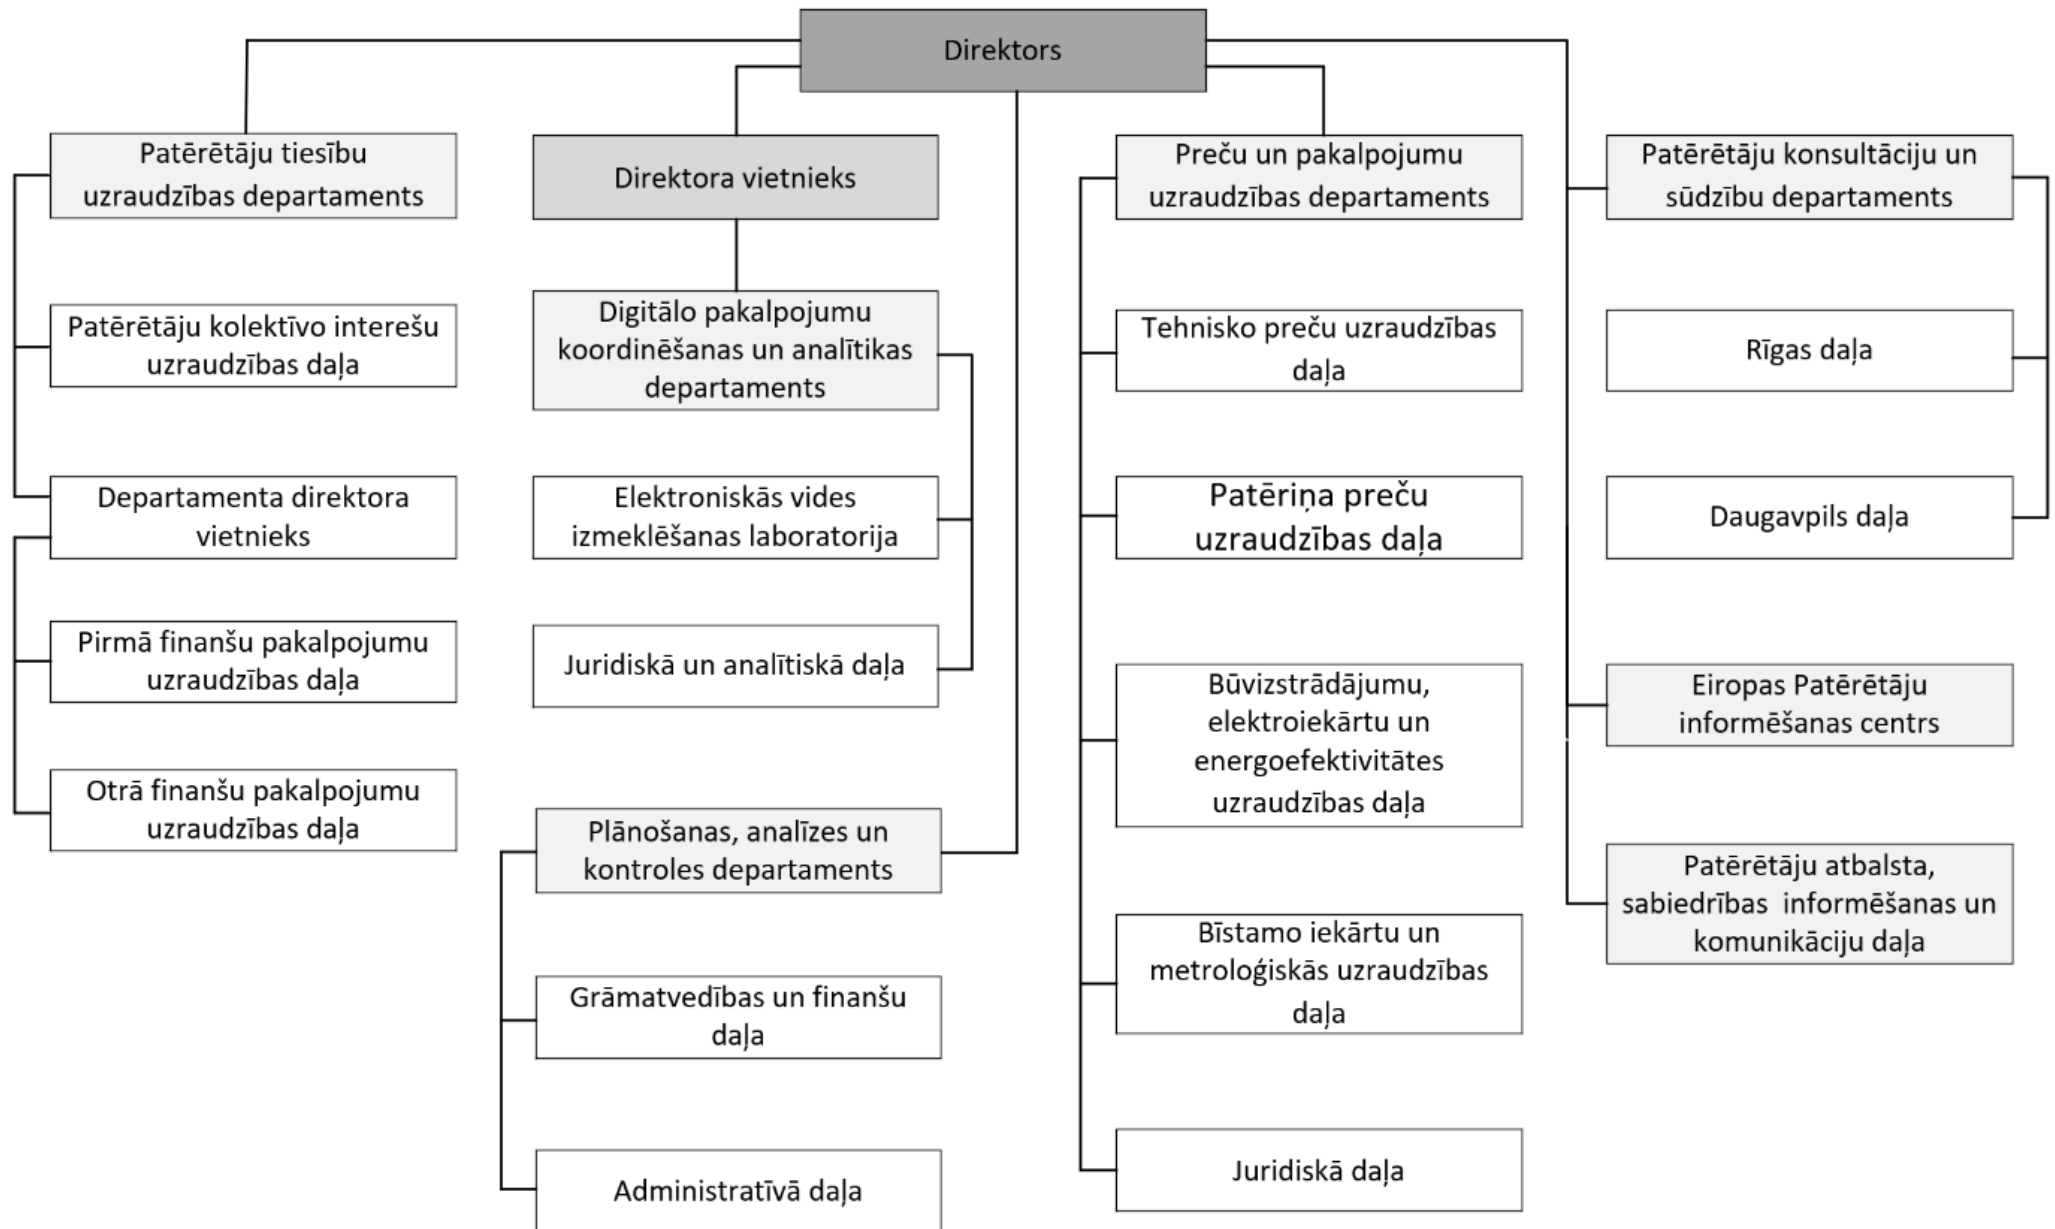 Direktors
Patērētāju tiesību
uzraudzības departaments
Patērētāju kolektīvo interešu
uzraudzības daļa
Departamenta direktora
vietnieks
Pirmā finanšu pakalpojumu
uzraudzības daļa
Otrā finanšu pakalpojumu
uzraudzības daļa
Direktora vietnieks
Digitālo pakalpojumu
koordinēšanas un analītikas
departaments
Elektroniskās vides
izmeklēšanas laboratorija
Juridiskā un analītiskā daļa
Plānošanas, analīzes un
kontroles departaments
Grāmatvedības un finanšu
daļa
Administratīvā daļa
Preču un pakalpojumu
uzraudzības departaments
Tehnisko preču uzraudzības
daļa
Patēriņa preču
uzraudzības daļa
Būvizstrādājumu,
elektroiekārtu un
energoefektivitātes
uzraudzības daļa
Bīstamo iekārtu un
metroloģiskās uzraudzības
daļa
Juridiskā daļa
Patērētāju konsultāciju un
sūdzību departaments
Rīgas daļa
Daugavpils daļa
Eiropas Patērētāju
informēšanas centrs
Patērētāju atbalsta,
sabiedrības  informēšanas un
komunikāciju daļa